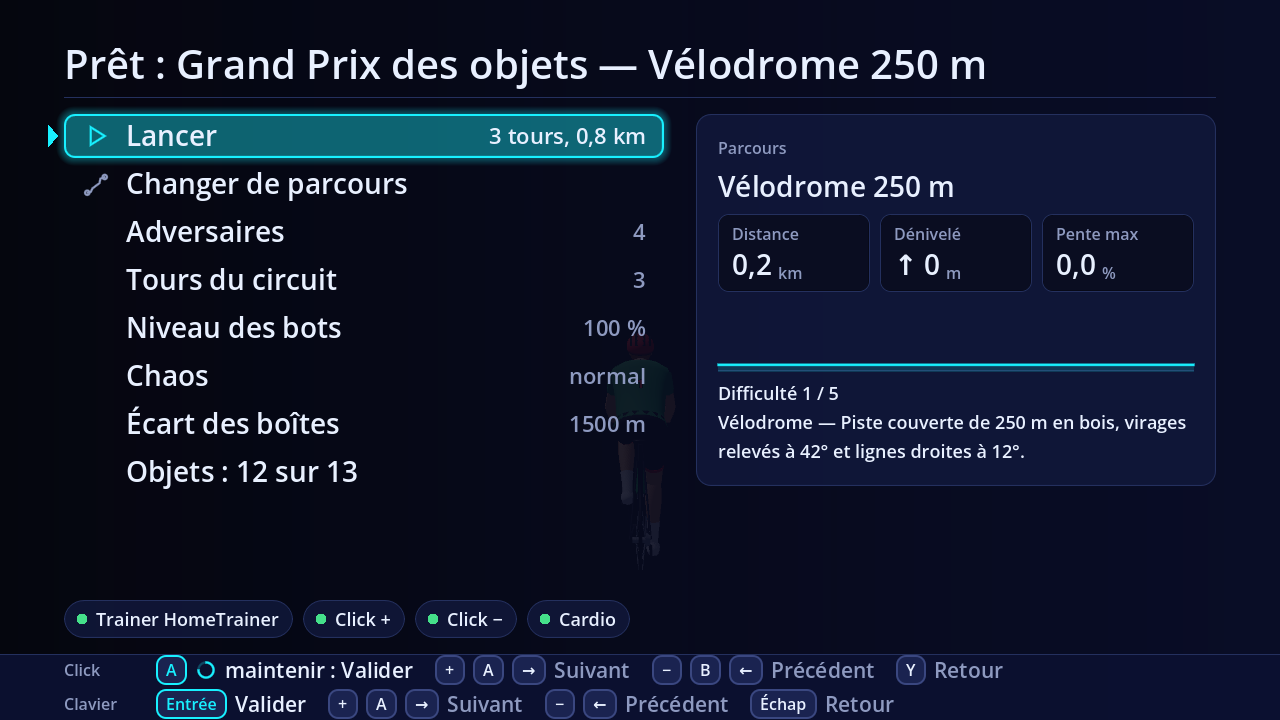 Prêt : Grand Prix des objets — Vélodrome 250 m
Lancer 3 tours, 0,8 km
Changer de parcours
Adversaires 4
Tours du circuit 3
Niveau des bots 100 %
Chaos normal
Écart des boîtes 1500 m
Objets : 12 sur 13
Parcours
Vélodrome 250 m
Distance Dénivelé Pente max
0,2 km ↑ 0 m 0,0 %
Difficulté 1 / 5
Vélodrome — Piste couverte de 250 m en bois, virages
relevés à 42° et lignes droites à 12°.
Trainer HomeTrainer Click + Click − Cardio
Click A maintenir : Valider + A → Suivant − B ← Précédent Y Retour
Clavier Entrée Valider + A → Suivant − ← Précédent Échap Retour